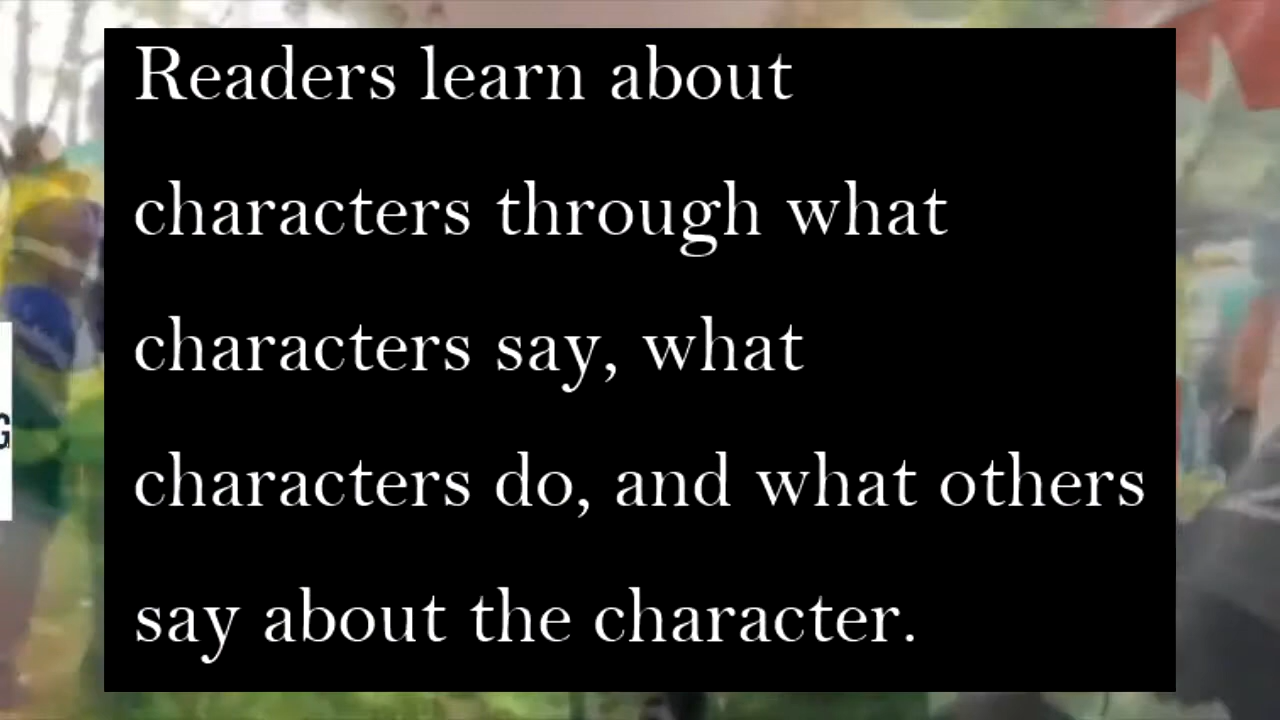 Readers learn about
characters through what
characters say, what
characters do, and what others
say about the character.
G